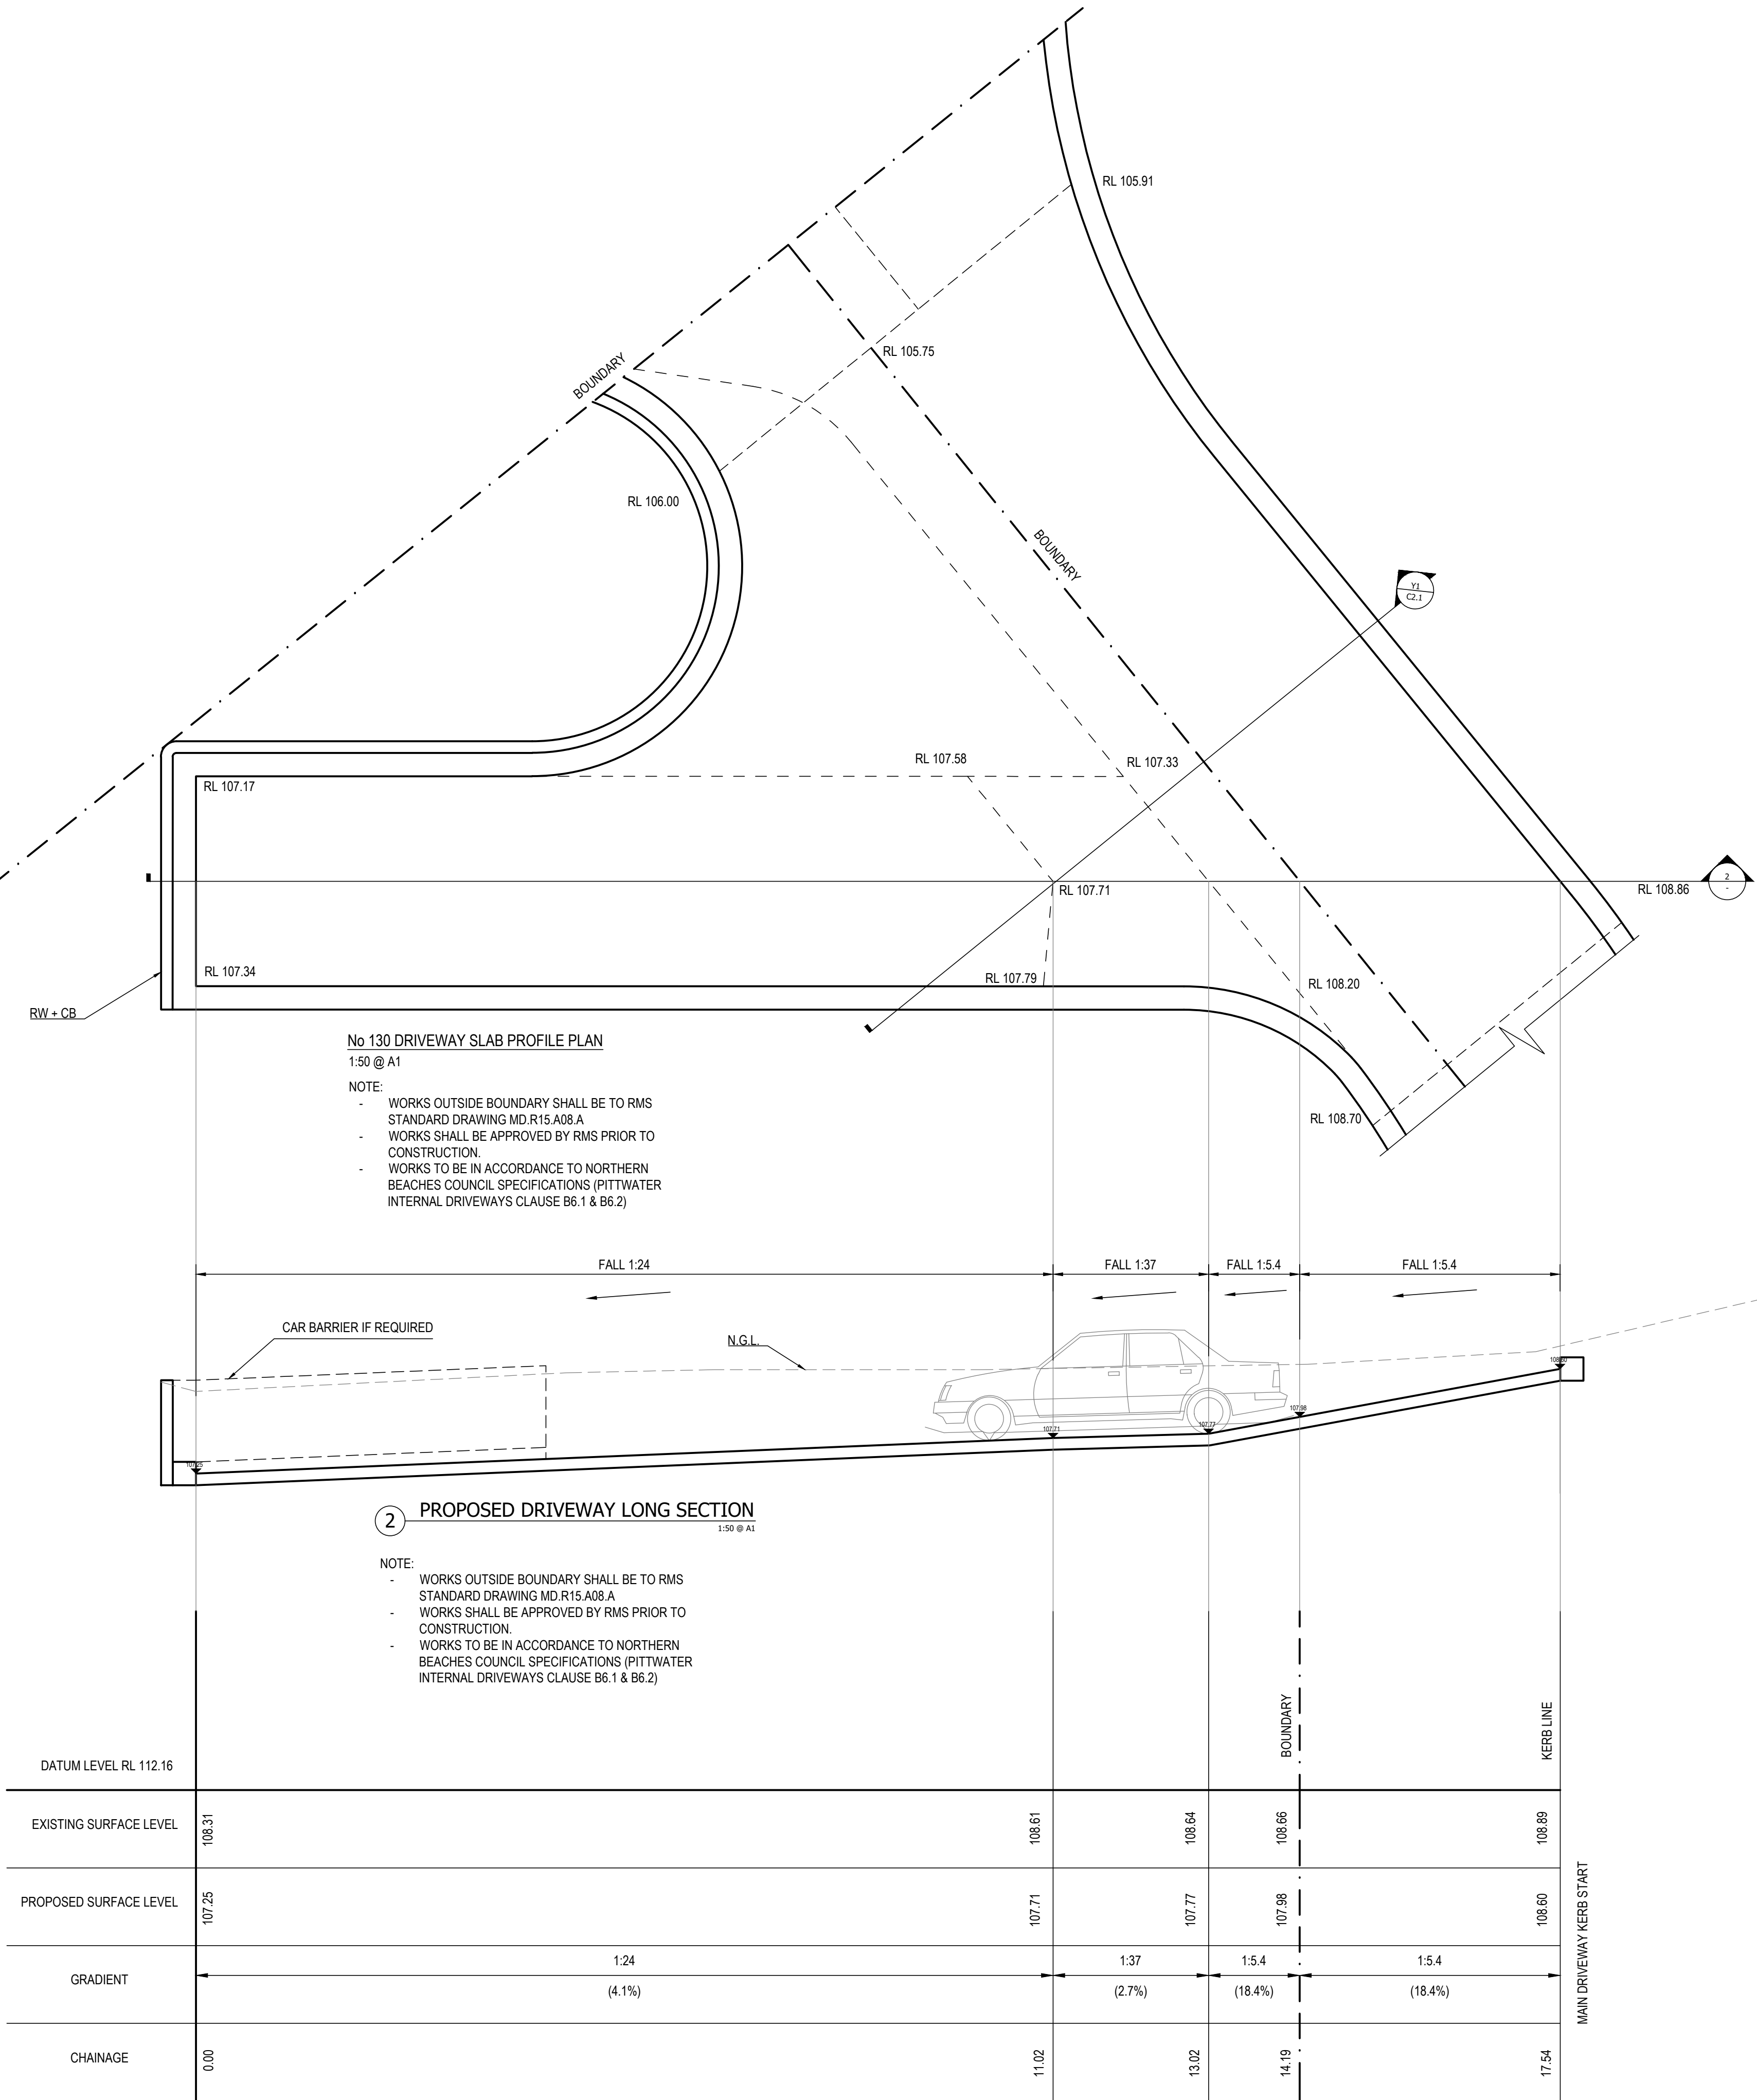 RL 105.91
RL 105.75
BOUNDARY
RL 106.00
BOUNDARY
Y1
C2.1
RL 107.58
RL 107.33
RL 107.17
RL 107.71
RL 108.86
2
-
RL 107.34
RL 107.79
RL 108.20
RW + CB
RL 108.70
No 130 DRIVEWAY SLAB PROFILE PLAN
1:50 @ A1
NOTE:
- WORKS OUTSIDE BOUNDARY SHALL BE TO RMS
STANDARD DRAWING MD.R15.A08.A
- WORKS SHALL BE APPROVED BY RMS PRIOR TO
CONSTRUCTION.
- WORKS TO BE IN ACCORDANCE TO NORTHERN
BEACHES COUNCIL SPECIFICATIONS (PITTWATER
INTERNAL DRIVEWAYS CLAUSE B6.1 & B6.2)
FALL 1:24
FALL 1:37
FALL 1:5.4
FALL 1:5.4
CAR BARRIER IF REQUIRED
N.G.L.
108.60
107.98
107.77
107.71
107.25
2
PROPOSED DRIVEWAY LONG SECTION
1:50 @ A1
NOTE:
- WORKS OUTSIDE BOUNDARY SHALL BE TO RMS
STANDARD DRAWING MD.R15.A08.A
- WORKS SHALL BE APPROVED BY RMS PRIOR TO
CONSTRUCTION.
- WORKS TO BE IN ACCORDANCE TO NORTHERN
BEACHES COUNCIL SPECIFICATIONS (PITTWATER
INTERNAL DRIVEWAYS CLAUSE B6.1 & B6.2)
BOUNDARY
KERB LINE
DATUM LEVEL RL 112.16
EXISTING SURFACE LEVEL 108.31 108.61 108.64 108.66 108.89
PROPOSED SURFACE LEVEL 107.25 107.71 107.77 107.98 108.60
MAIN DRIVEWAY KERB START
GRADIENT
1:24 1:37 1:5.4 1:5.4
(4.1%) (2.7%) (18.4%) (18.4%)
CHAINAGE 0.00 11.02 13.02 14.19 17.54